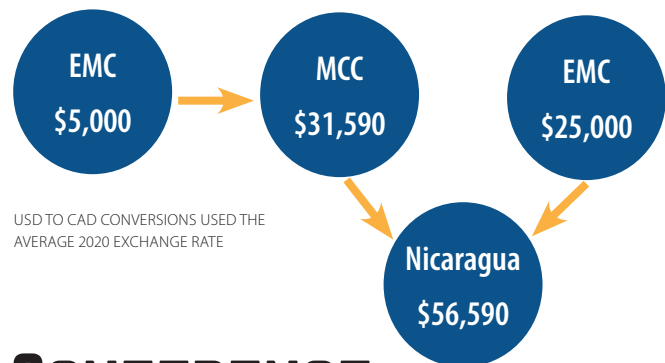 EMC
$5,000
MCC
$31,590
EMC
$25,000
USD TO CAD CONVERSIONS USED THE
AVERAGE 2020 EXCHANGE RATE
Nicaragua
$56,590